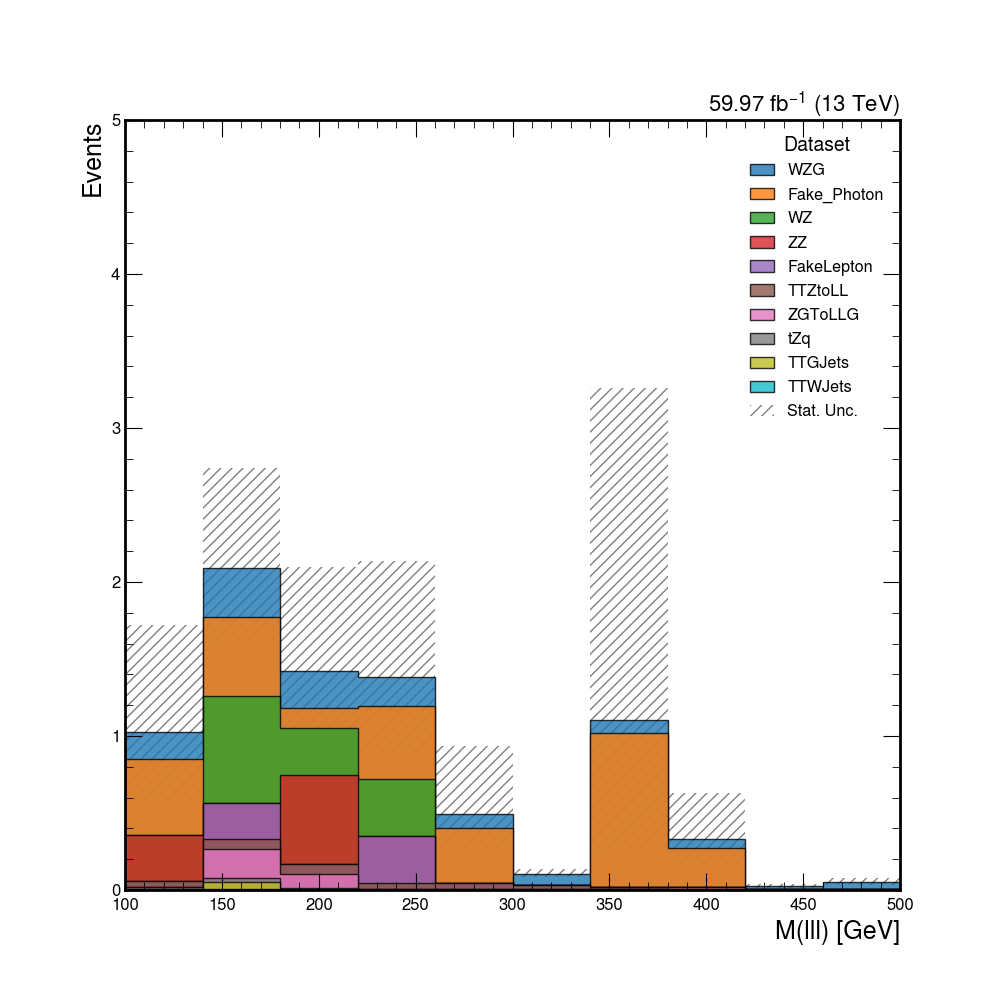 59.97 fb⁻¹ (13 TeV)
Events
5
4
3
2
1
0
Dataset
WZG
Fake_Photon
WZ
ZZ
FakeLepton
TTZtoLL
ZGToLLG
tZq
TTGJets
TTWJets
Stat. Unc.
100 150 200 250 300 350 400 450 500
M(lll) [GeV]